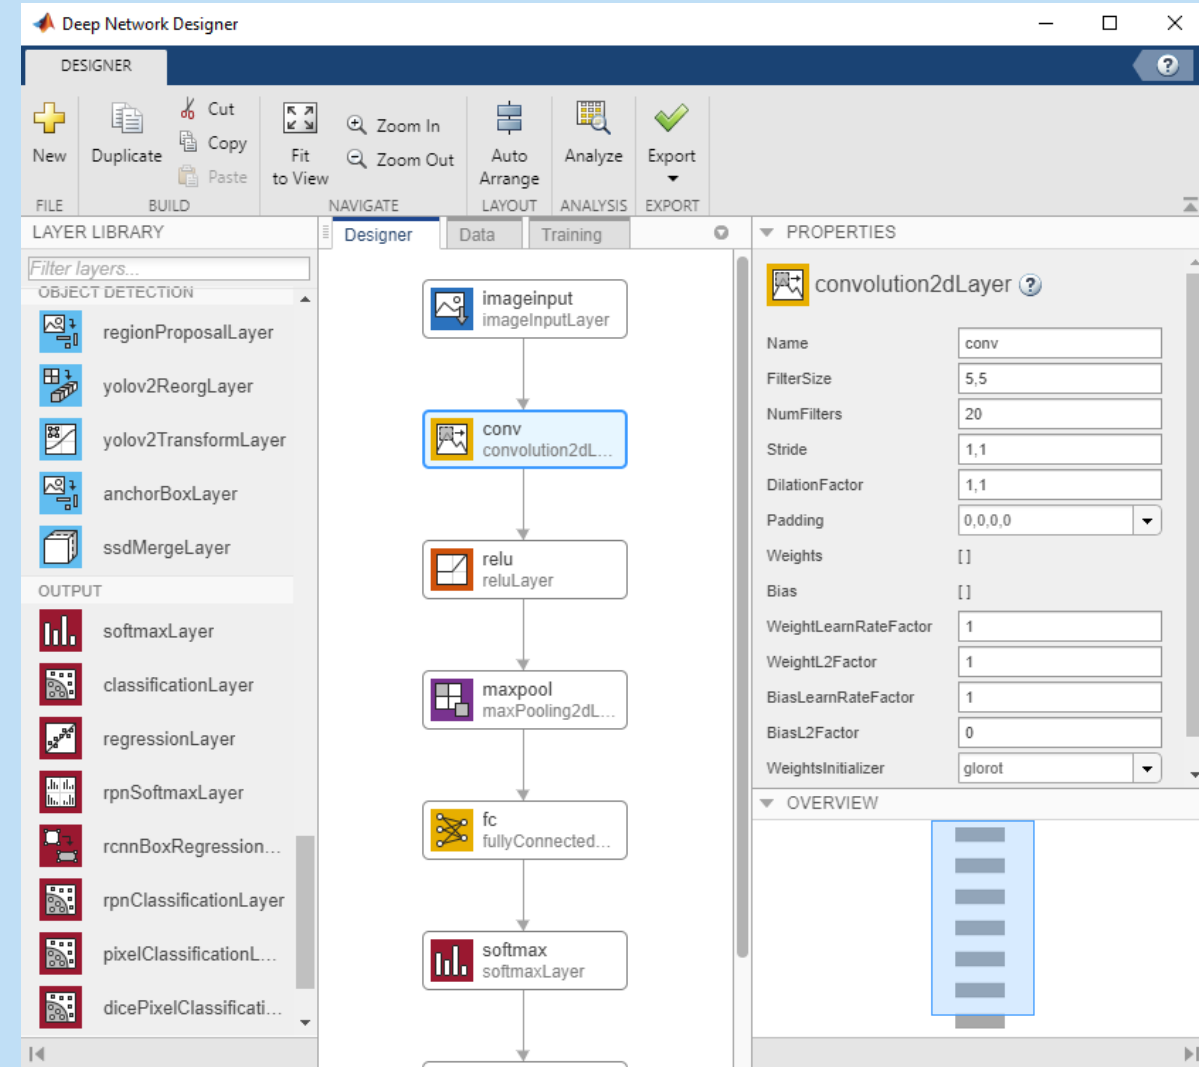 Deep Network Designer
DESIGNER
New
Duplicate
Cut
Copy
Paste
Fit
to View
Zoom In
Zoom Out
Auto
Arrange
Analyze
Export
FILE
BUILD
NAVIGATE
LAYOUT
ANALYSIS
EXPORT
LAYER LIBRARY
Filter layers...
OBJECT DETECTION
regionProposalLayer
yolov2ReorgLayer
yolov2TransformLayer
anchorBoxLayer
ssdMergeLayer
OUTPUT
softmaxLayer
classificationLayer
regressionLayer
rpnSoftmaxLayer
rcnnBoxRegression...
rpnClassificationLayer
pixelClassificationL...
dicePixelClassificati...
Designer
Data
Training
imageinput
imageInputLayer
conv
convolution2dL...
relu
reluLayer
maxpool
maxPooling2dL...
fc
fullyConnected...
softmax
softmaxLayer
PROPERTIES
convolution2dLayer ?
Name conv
FilterSize 5,5
NumFilters 20
Stride 1,1
DilationFactor 1,1
Padding 0,0,0,0
Weights []
Bias []
WeightLearnRateFactor 1
WeightL2Factor 1
BiasLearnRateFactor 1
BiasL2Factor 0
WeightsInitializer glorot
OVERVIEW